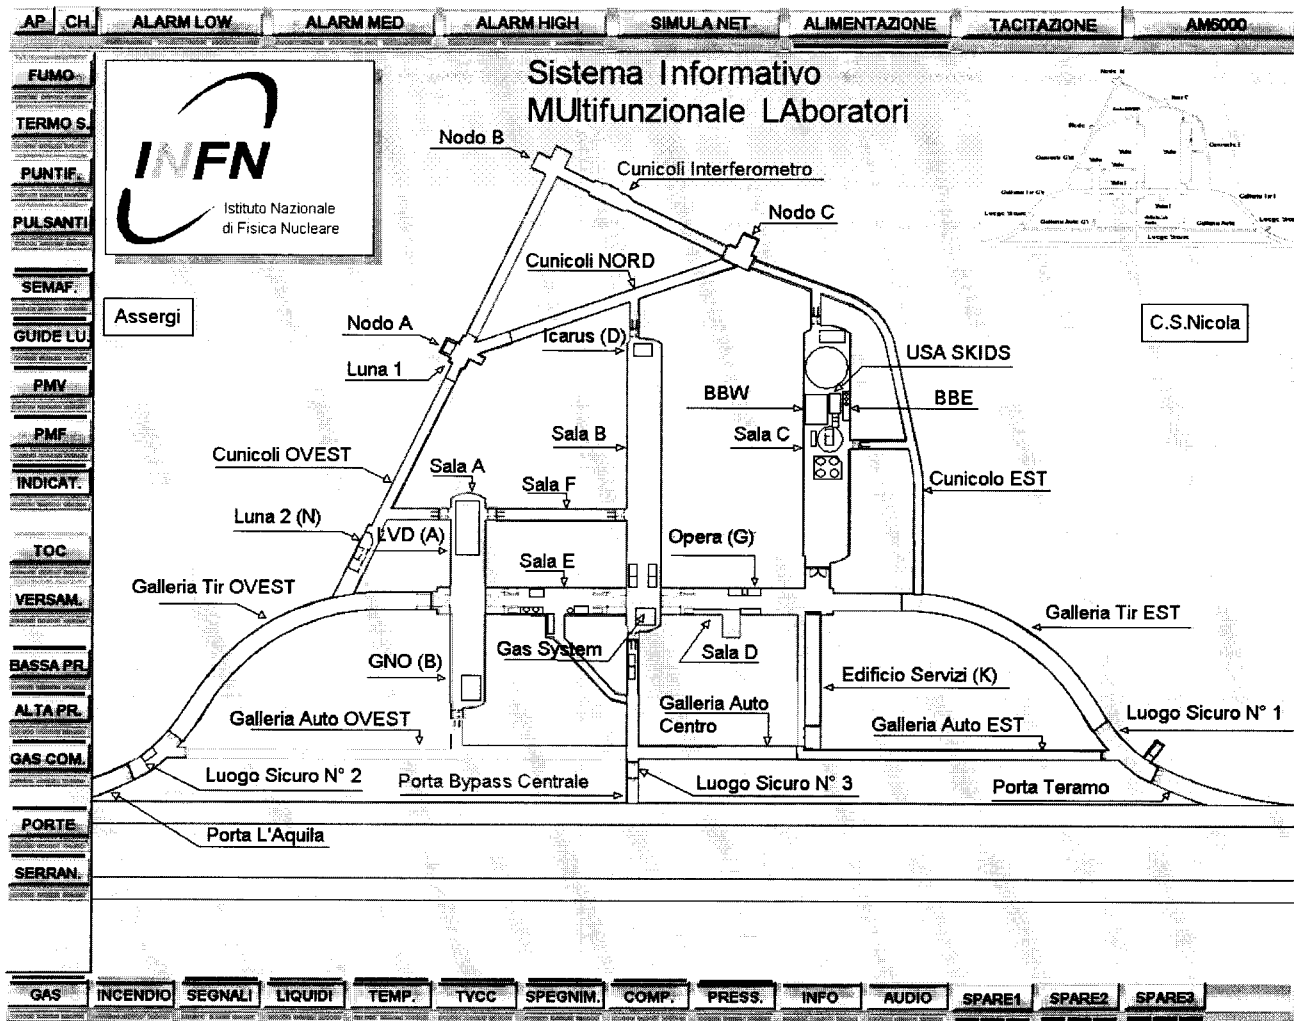 AP CH. ALARM LOW ALARM MED ALARM HIGH SIMULA NET. ALIMENTAZIONE TACITAZIONE AM6000
FUMO
TERMO S.
PUNTIF.
PULSANTI
SEMAF.
GUIDE LU.
PMV
PMF
INDICAT.
TOC
VERSAM.
BASSA PR.
ALTA PR.
GAS COM.
PORTE
SERRAN.
INFN
Istituto Nazionale
di Fisica Nucleare
Sistema Informativo
MUltifunzionale LAboratori
Nodo B
Cunicoli Interferometro
Nodo C
Cunicoli NORD
Assergi
C.S.Nicola
Nodo A
Icarus (D)
USA SKIDS
Luna 1
BBW
BBE
Sala B
Sala C
Cunicoli OVEST
Sala A
Sala F
Cunicolo EST
Luna 2 (N)
LVD (A)
Opera (G)
Sala E
Galleria Tir OVEST
Galleria Tir EST
Gas System
Sala D
GNO (B)
Edificio Servizi (K)
Galleria Auto OVEST
Galleria Auto
Centro
Galleria Auto EST
Luogo Sicuro N° 1
Luogo Sicuro N° 2
Porta Bypass Centrale
Luogo Sicuro N° 3
Porta Teramo
Porta L'Aquila
GAS INCENDIO SEGNALI LIQUIDI TEMP. TVCC SPEGNIM. COMP. PRESS. INFO AUDIO SPARE1 SPARE2 SPARE3